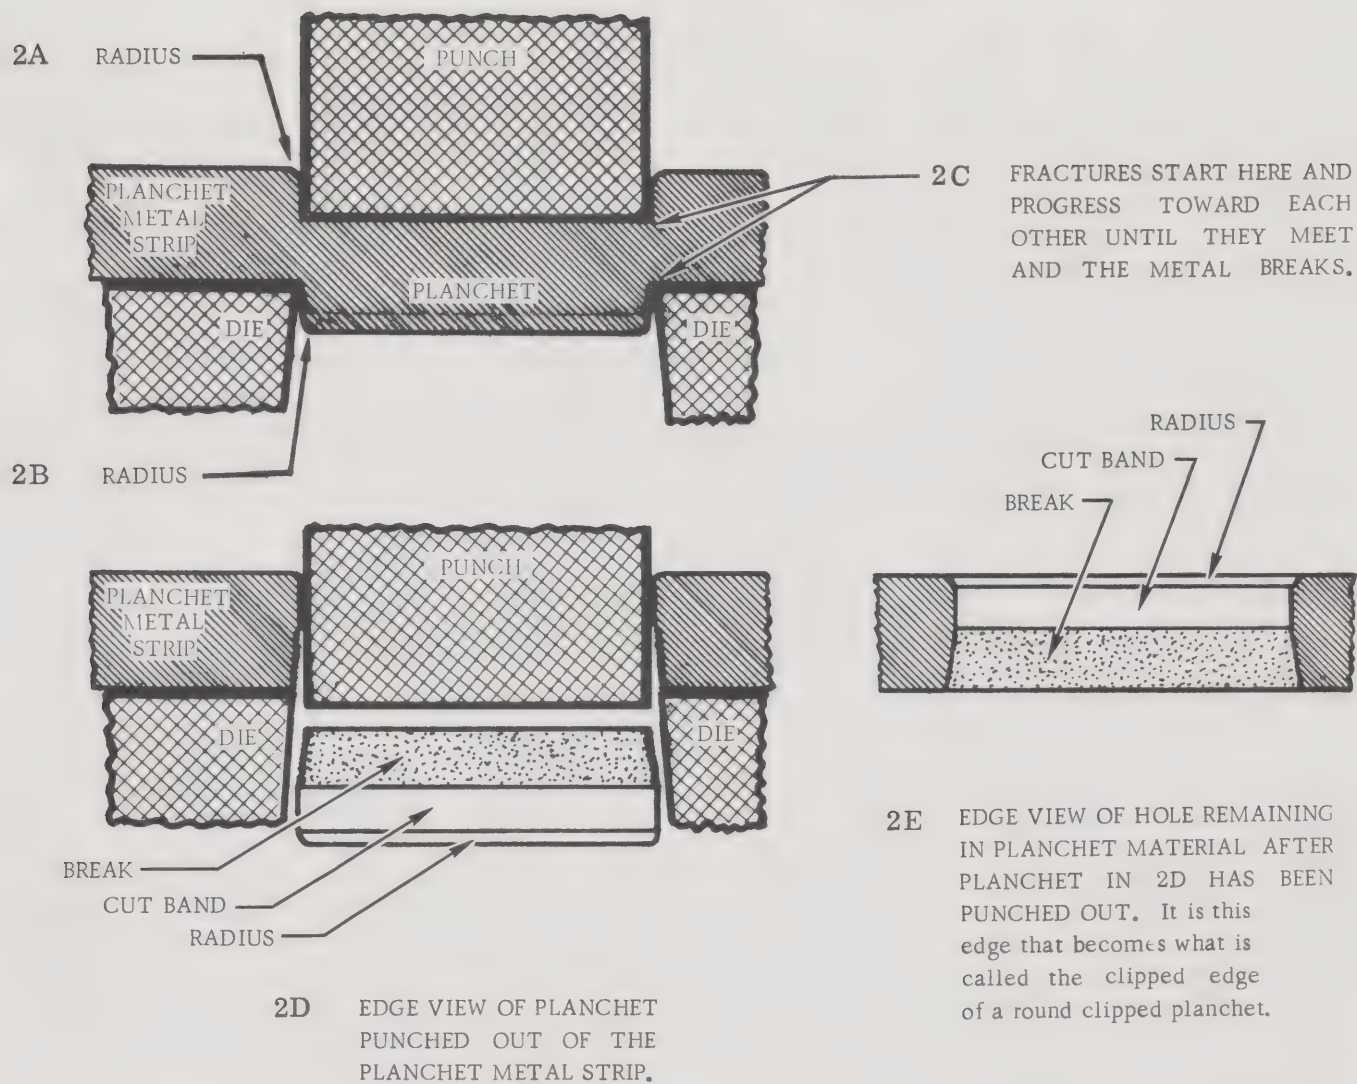 2A RADIUS
PUNCH
PLANCHET
METAL
STRIP
PLANCHET
DIE
DIE
2B RADIUS
2C FRACTURES START HERE AND
PROGRESS TOWARD EACH
OTHER UNTIL THEY MEET
AND THE METAL BREAKS.
PUNCH
PLANCHET
METAL
STRIP
DIE
DIE
BREAK
CUT BAND
RADIUS
2D EDGE VIEW OF PLANCHET
PUNCHED OUT OF THE
PLANCHET METAL STRIP.
RADIUS
CUT BAND
BREAK
2E EDGE VIEW OF HOLE REMAINING
IN PLANCHET MATERIAL AFTER
PLANCHET IN 2D HAS BEEN
PUNCHED OUT. It is this
edge that becomes what is
called the clipped edge
of a round clipped planchet.